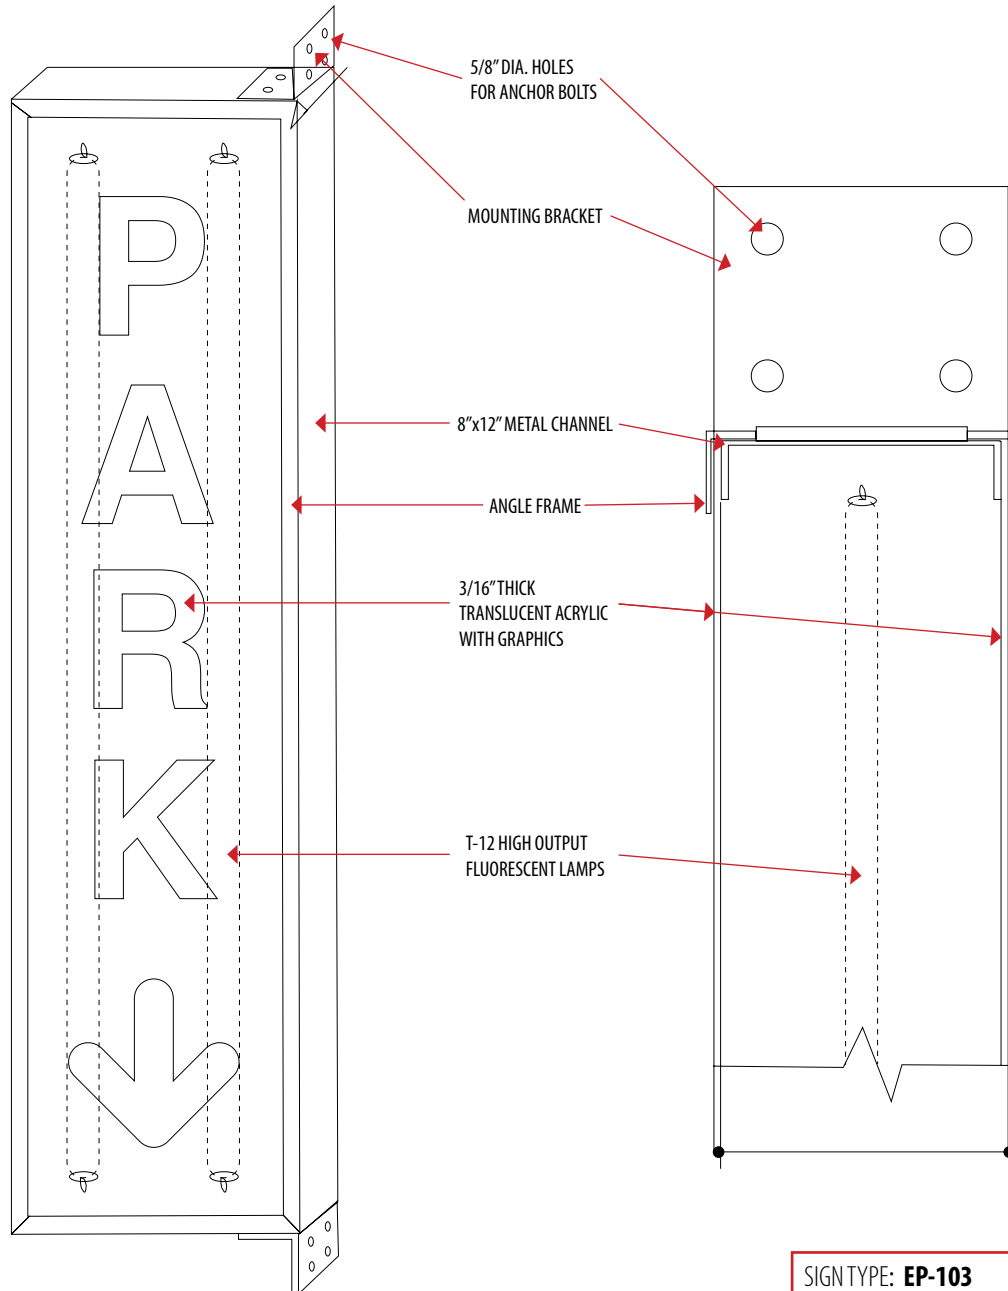 5/8" DIA. HOLES
FOR ANCHOR BOLTS
MOUNTING BRACKET
8"x12" METAL CHANNEL
ANGLE FRAME
3/16" THICK
TRANSLUCENT ACRYLIC
WITH GRAPHICS
T-12 HIGH OUTPUT
FLUORESCENT LAMPS
P
A
R
K
SIGN TYPE: EP-103